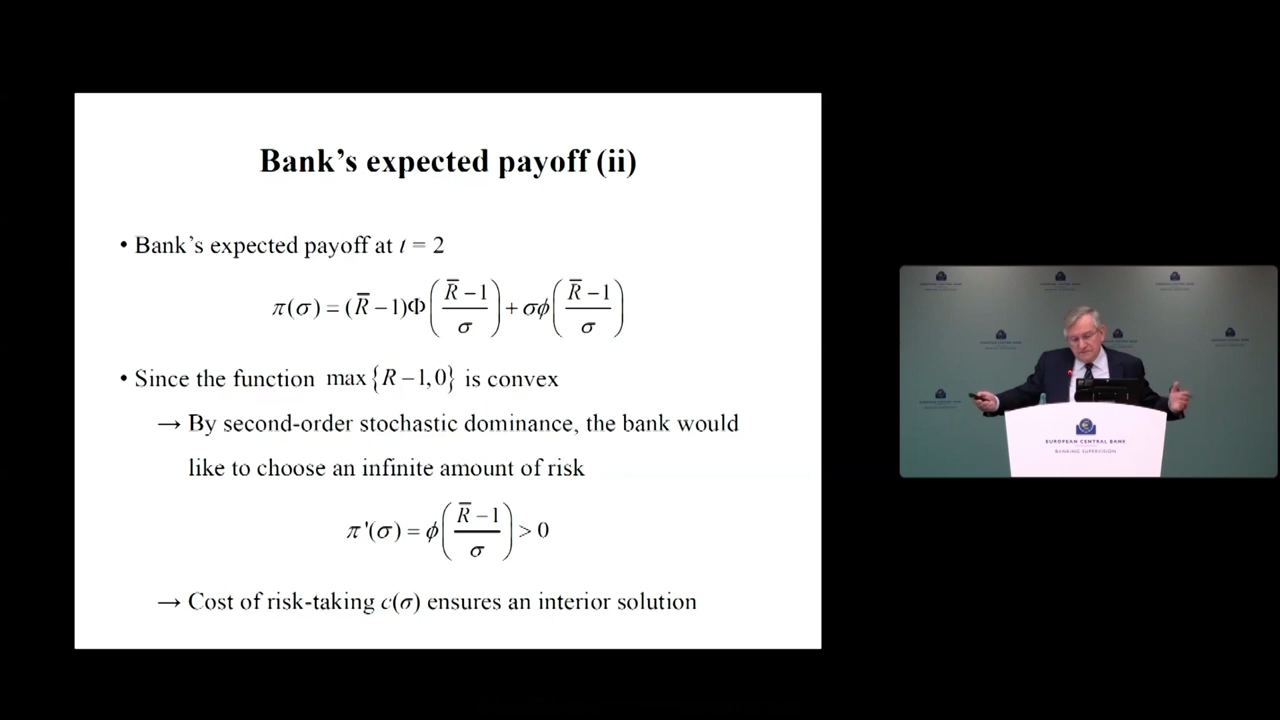 Bank's expected payoff (ii)
• Bank's expected payoff at t = 2
π(σ) = (R̅ − 1)Φ((R̅ − 1)/σ) + σϕ((R̅ − 1)/σ)
• Since the function max{R − 1, 0} is convex
→ By second-order stochastic dominance, the bank would
like to choose an infinite amount of risk
π'(σ) = ϕ((R̅ − 1)/σ) > 0
→ Cost of risk-taking c(σ) ensures an interior solution
EUROPEAN CENTRAL BANK
BANKING SUPERVISION